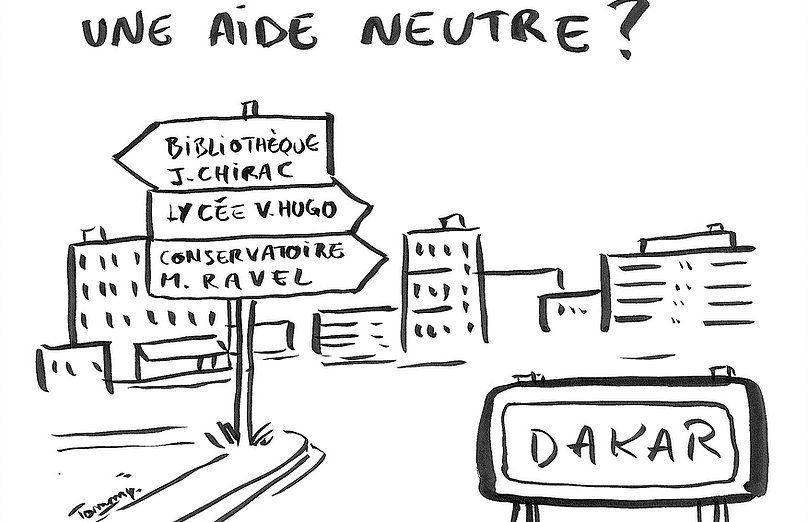 UNE AIDE NEUTRE ?
BIBLIOTHÈQUE
J. CHIRAC
LYCÉE V. HUGO
CONSERVATOIRE
M. RAVEL
DAKAR